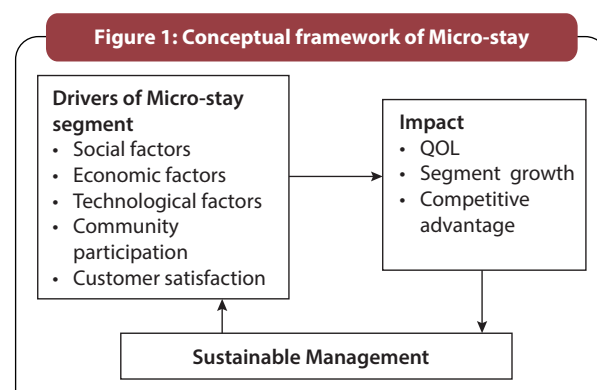 Figure 1: Conceptual framework of Micro-stay
Drivers of Micro-stay
segment
• Social factors
• Economic factors
• Technological factors
• Community
participation
• Customer satisfaction
Impact
• QOL
• Segment growth
• Competitive
advantage
Sustainable Management